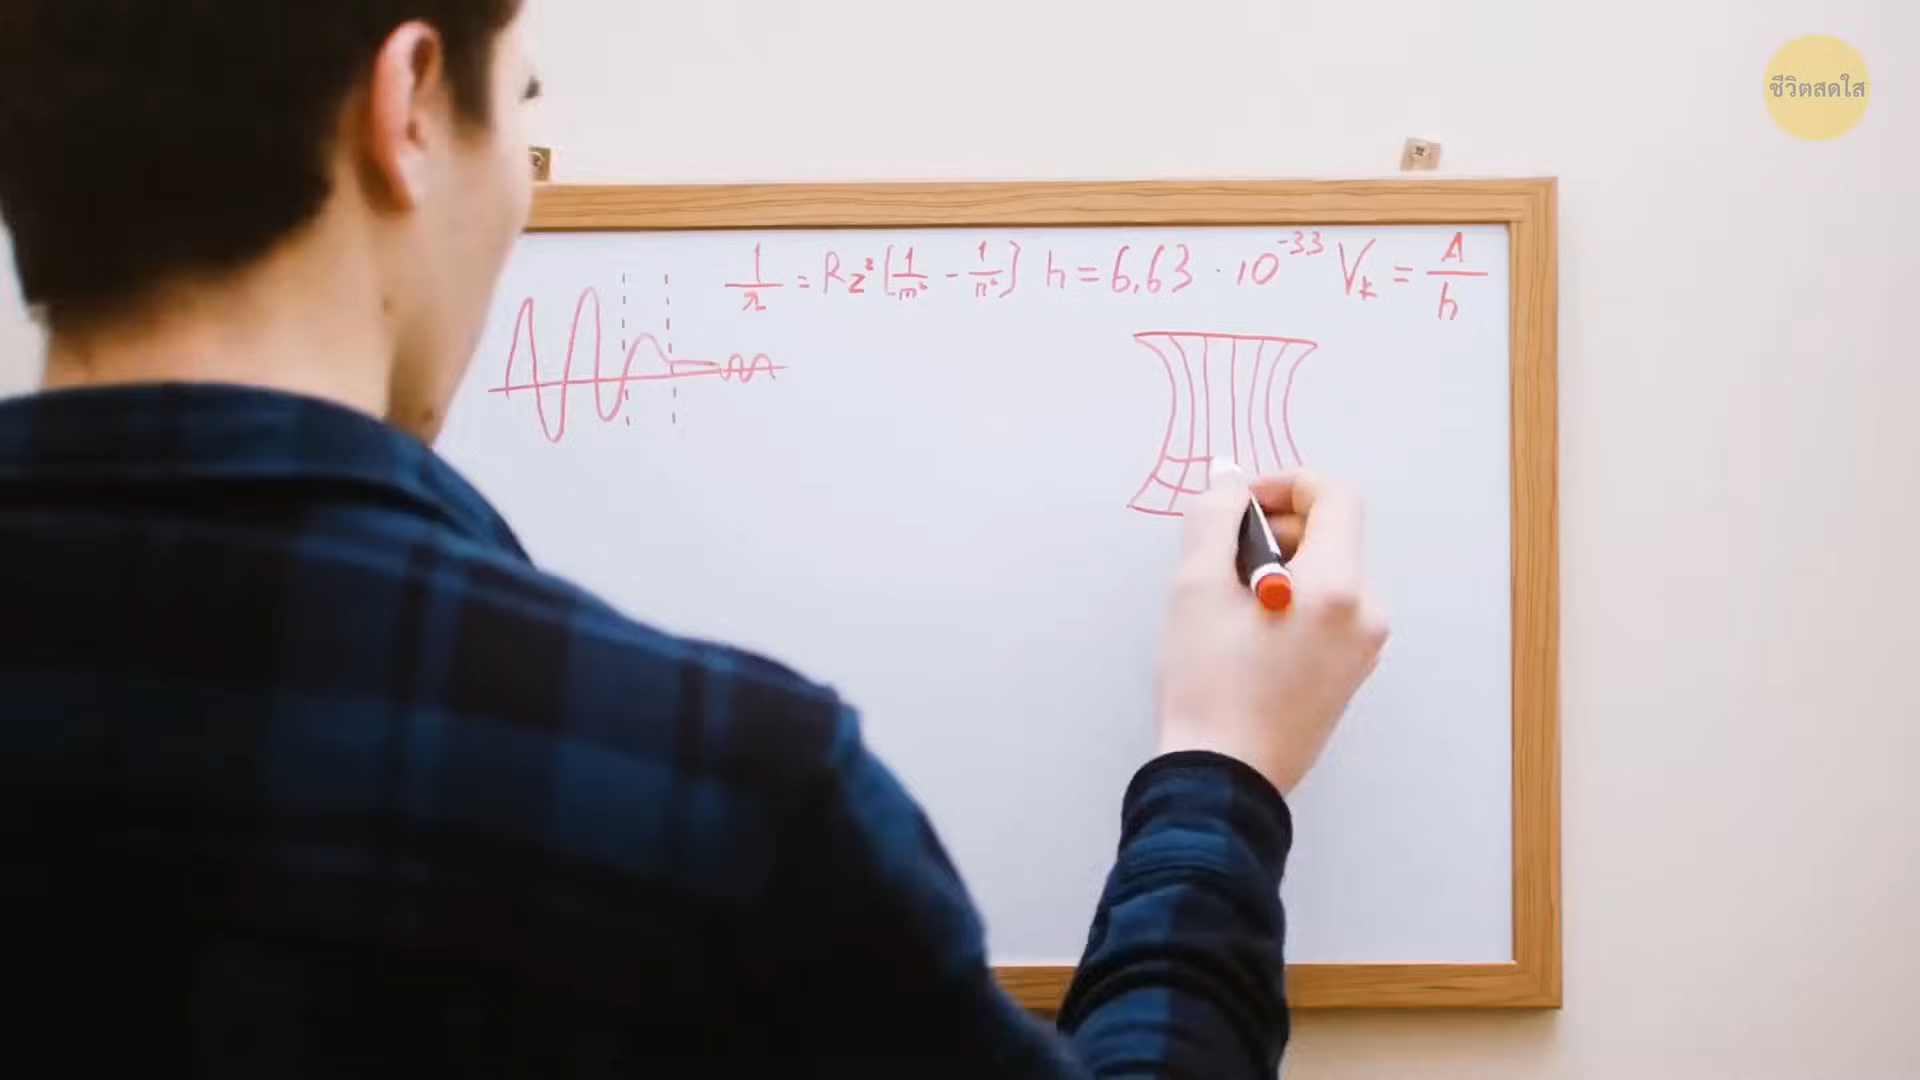 ชีวิตสดใส
1/λ = Rz²[1/m² - 1/n²] h = 6,63 · 10⁻³³ Vₖ = A/h